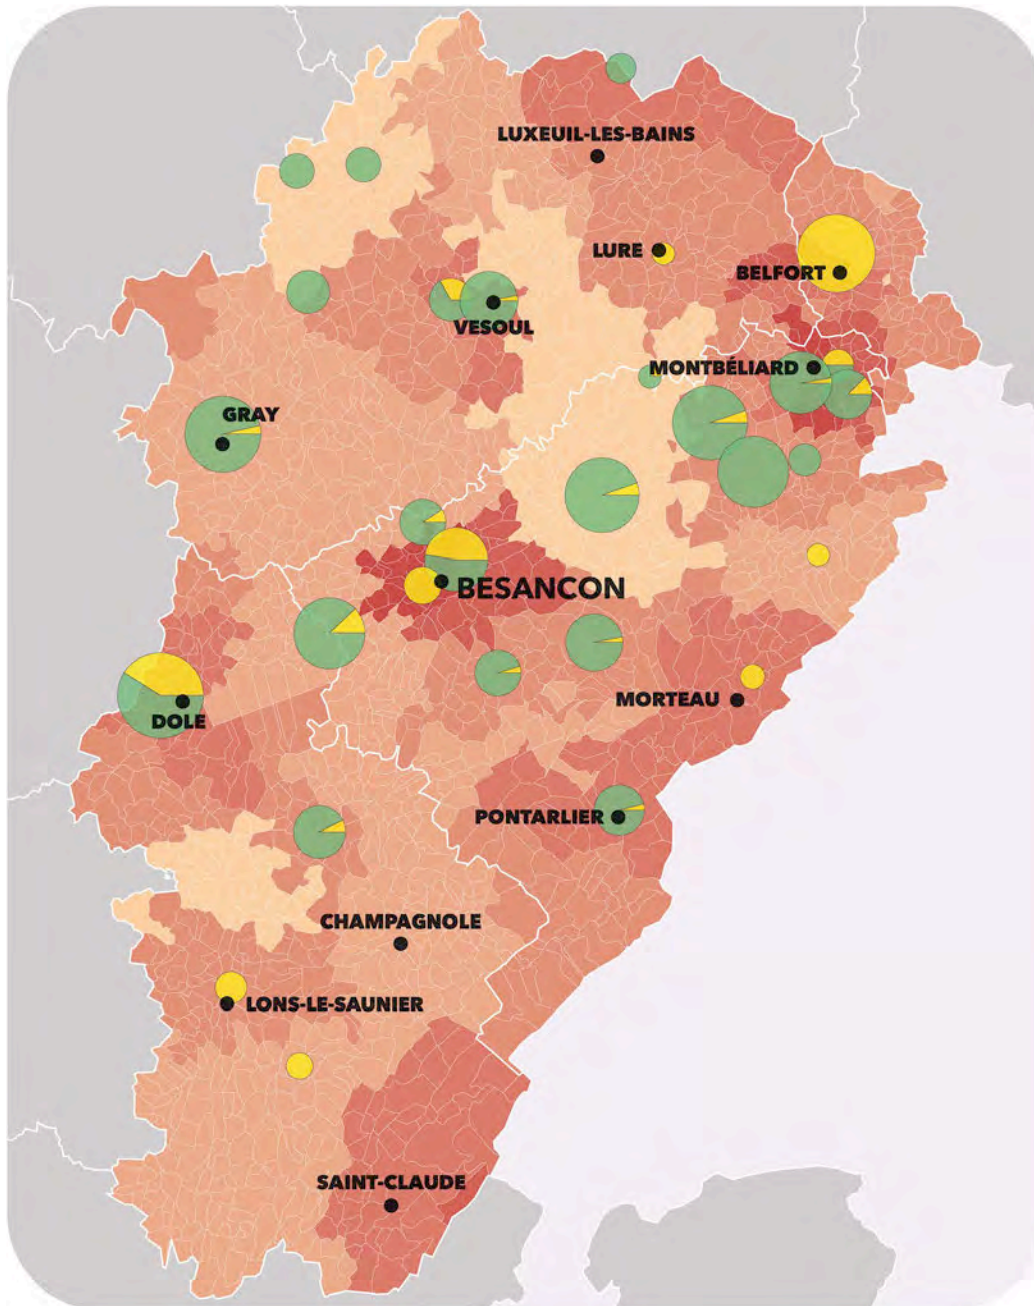 LUXEUIL-LES-BAINS
LURE
BELFORT
VESOUL
MONTBÉLIARD
GRAY
BESANCON
MORTEAU
DOLE
PONTARLIER
CHAMPAGNOLE
LONS-LE-SAUNIER
SAINT-CLAUDE